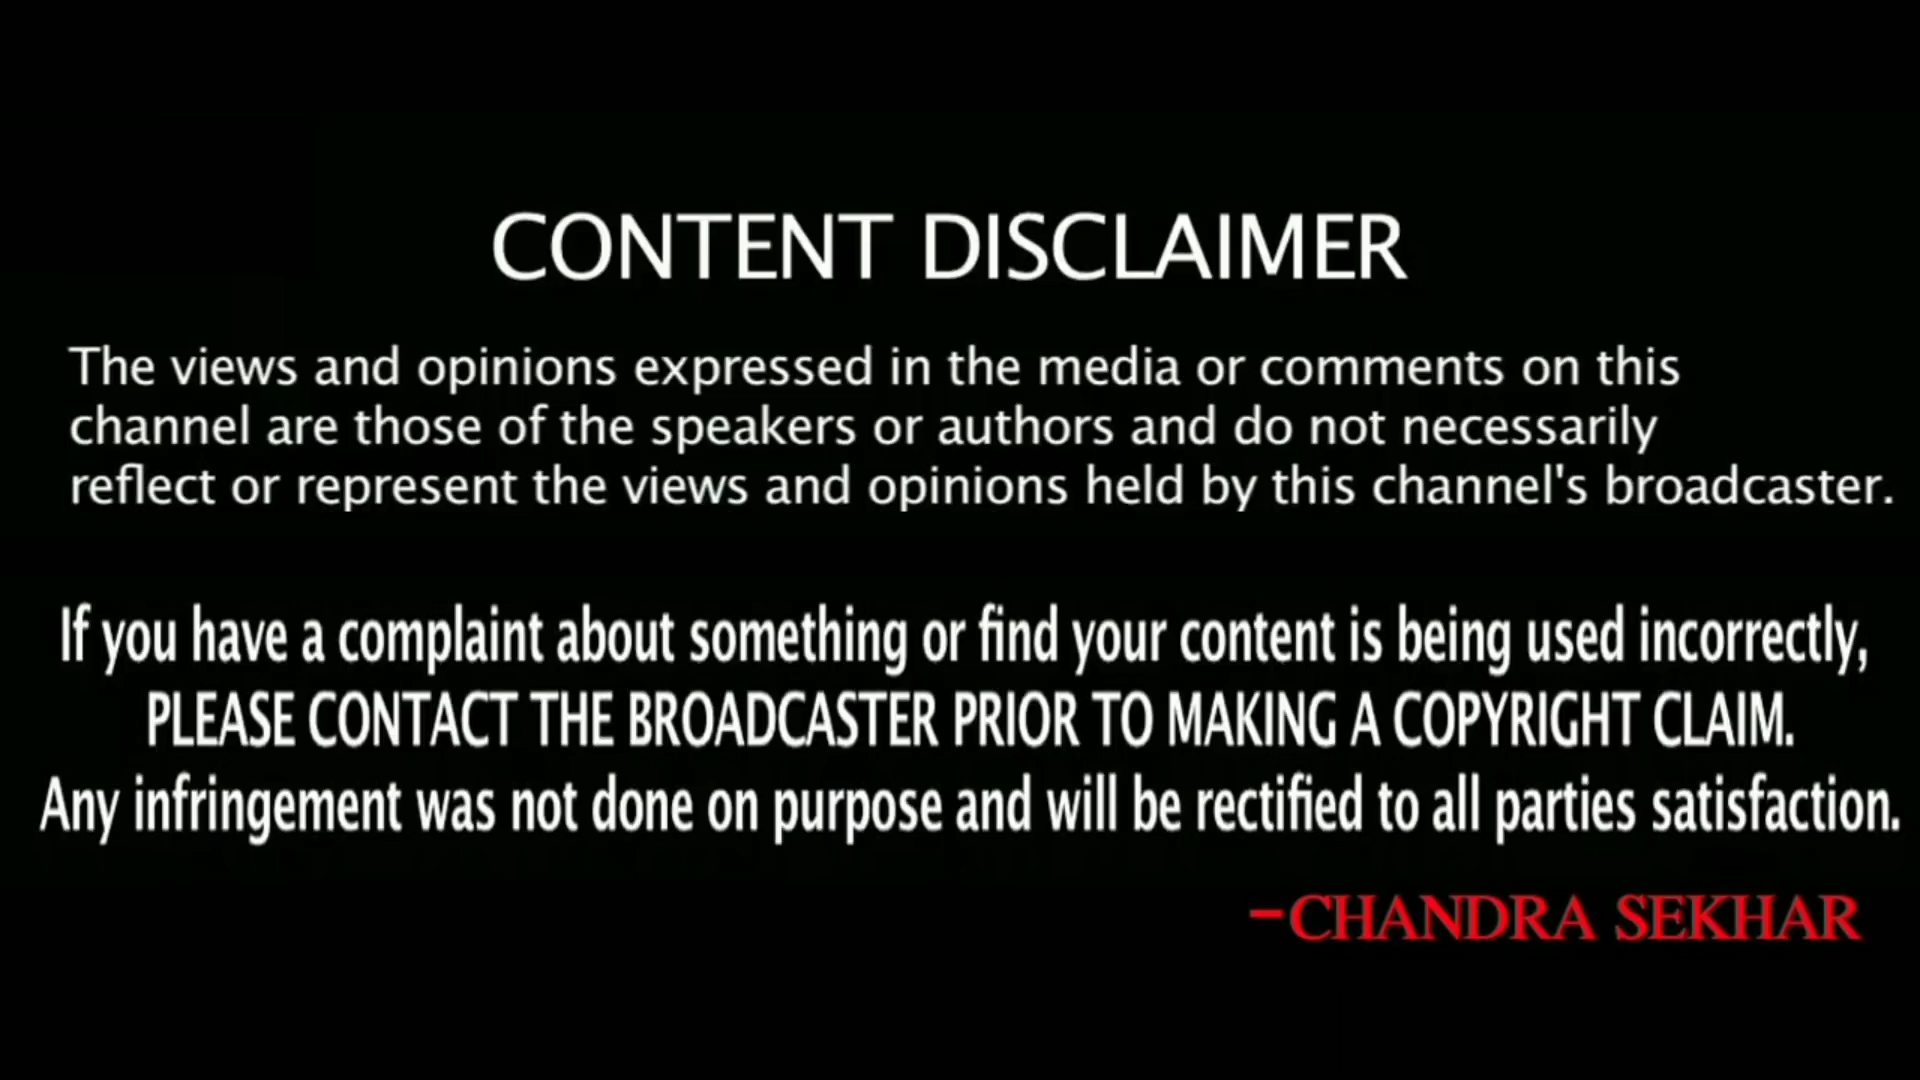 CONTENT DISCLAIMER
The views and opinions expressed in the media or comments on this
channel are those of the speakers or authors and do not necessarily
reflect or represent the views and opinions held by this channel's broadcaster.
If you have a complaint about something or find your content is being used incorrectly,
PLEASE CONTACT THE BROADCASTER PRIOR TO MAKING A COPYRIGHT CLAIM.
Any infringement was not done on purpose and will be rectified to all parties satisfaction.
-CHANDRA SEKHAR